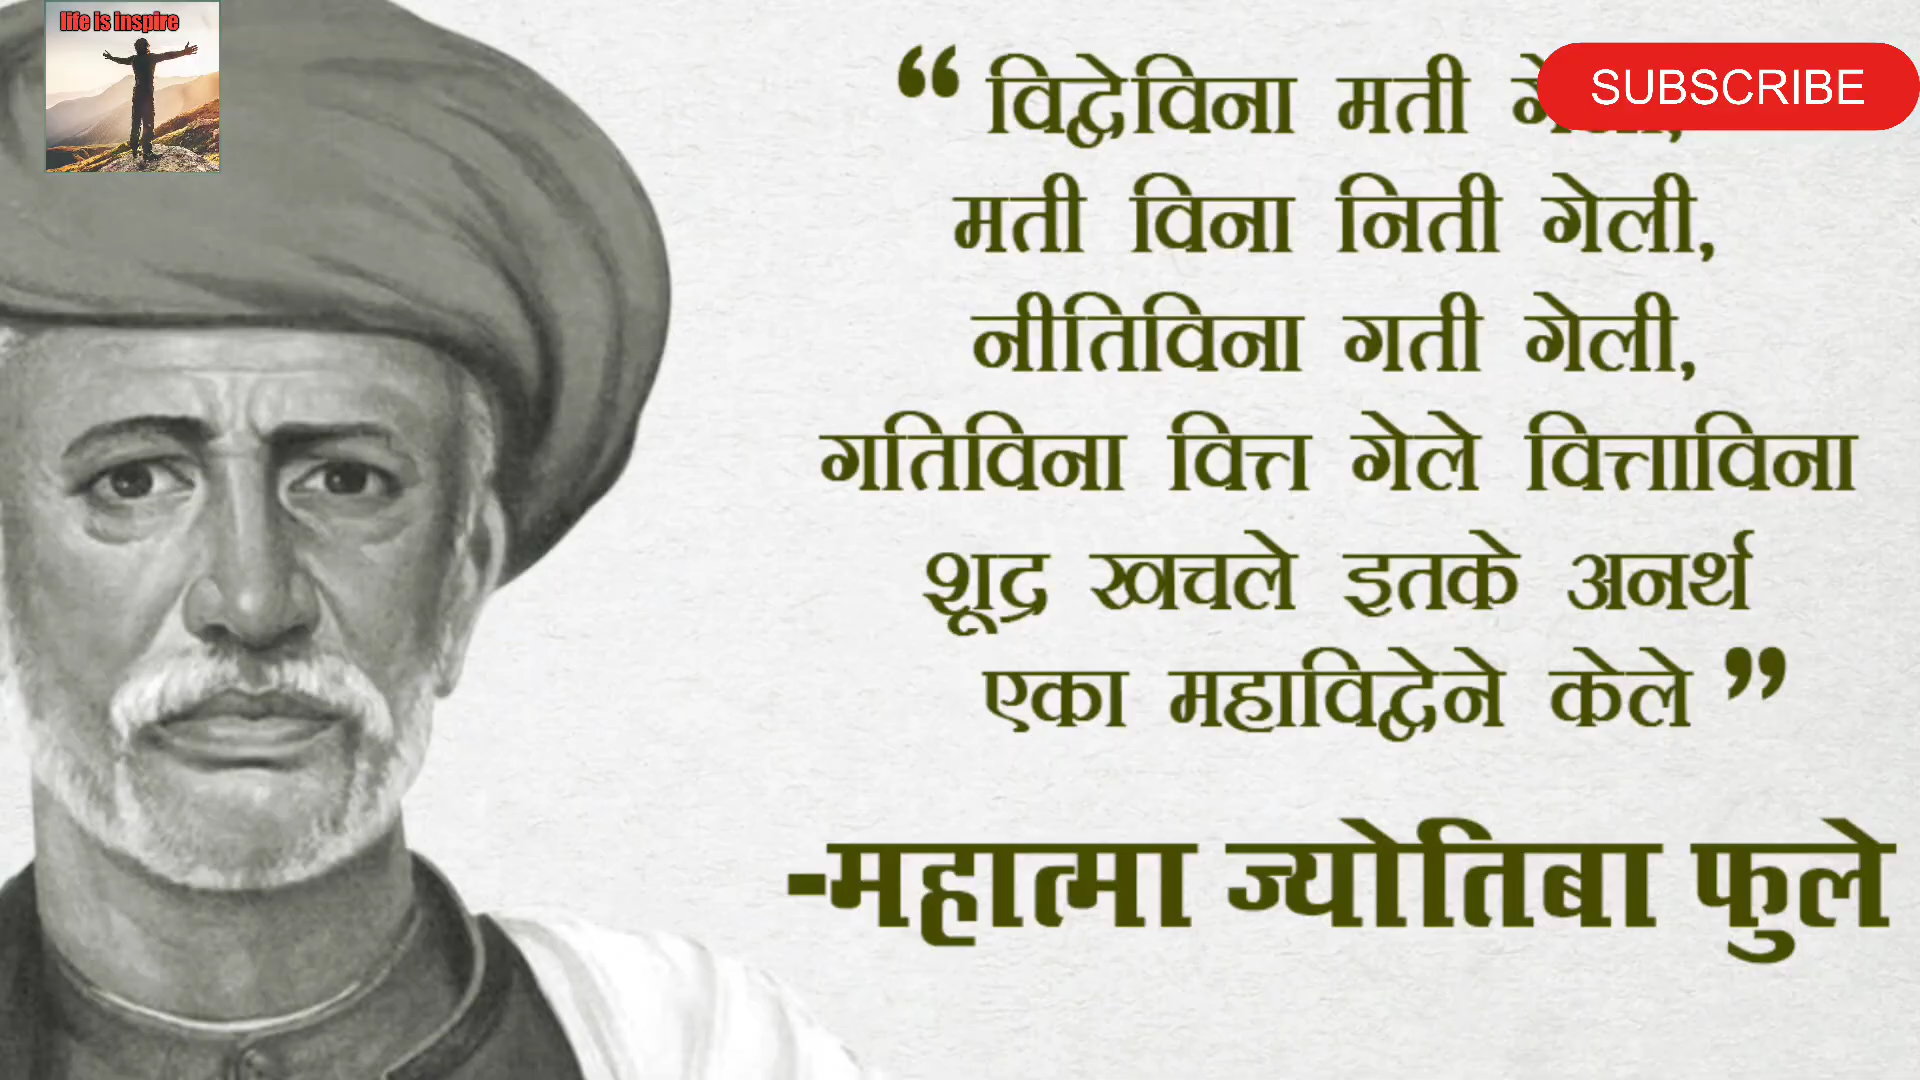 life is inspire
SUBSCRIBE
“ विद्वेविना मती
मती विना निती गेली,
नीतिविना गती गेली,
गतिविना वित्त गेले वित्ताविना
शूद्र खचले इतके अनर्थ
एका महाविद्वेने केले ”
-महात्मा ज्योतिबा फुले